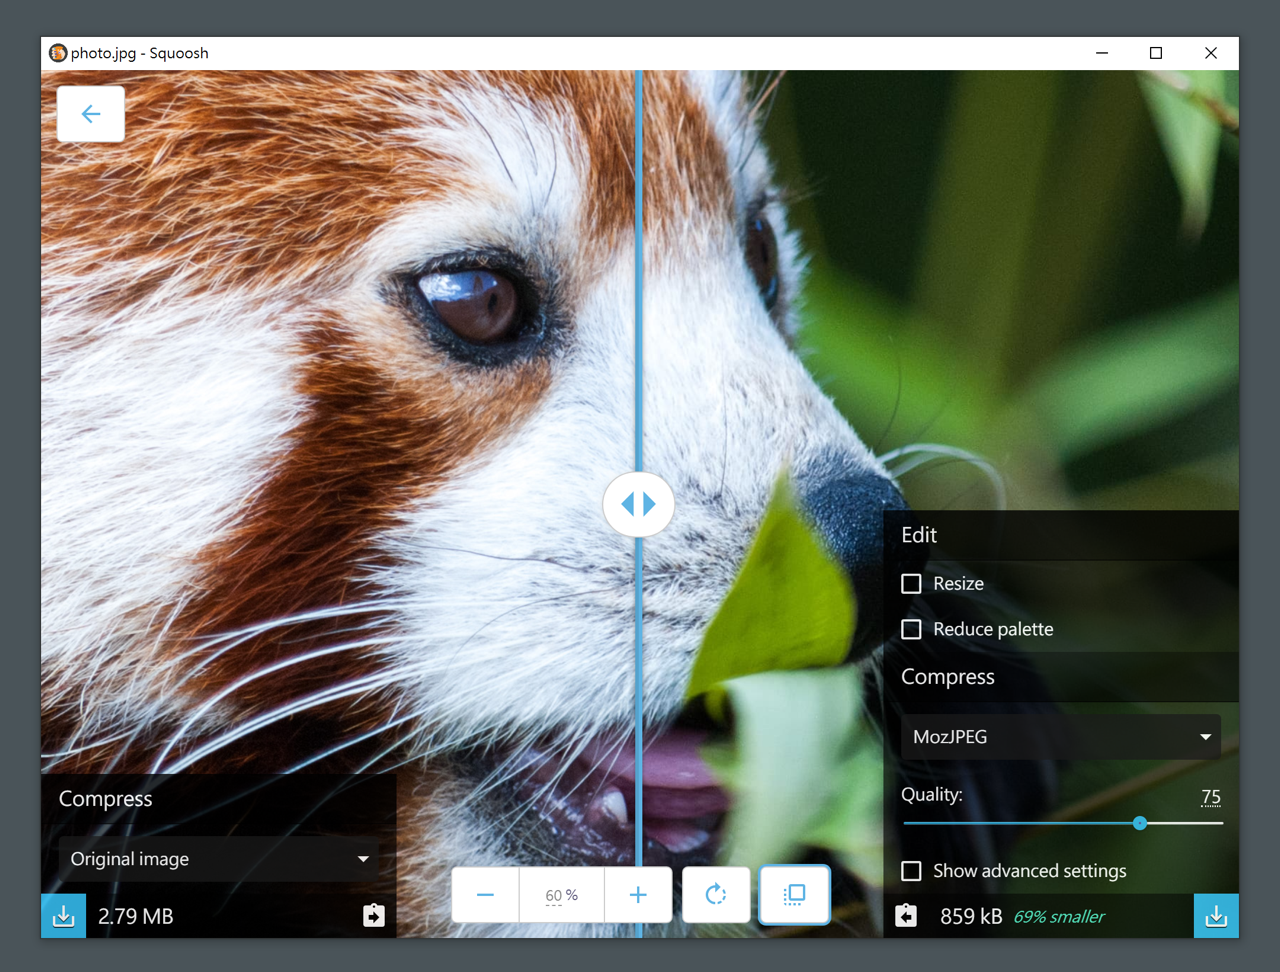 photo.jpg - Squoosh
Edit
Resize
Reduce palette
Compress
MozJPEG
Quality: 75
Show advanced settings
859 kB 69% smaller
Compress
Original image
2.79 MB
60 %